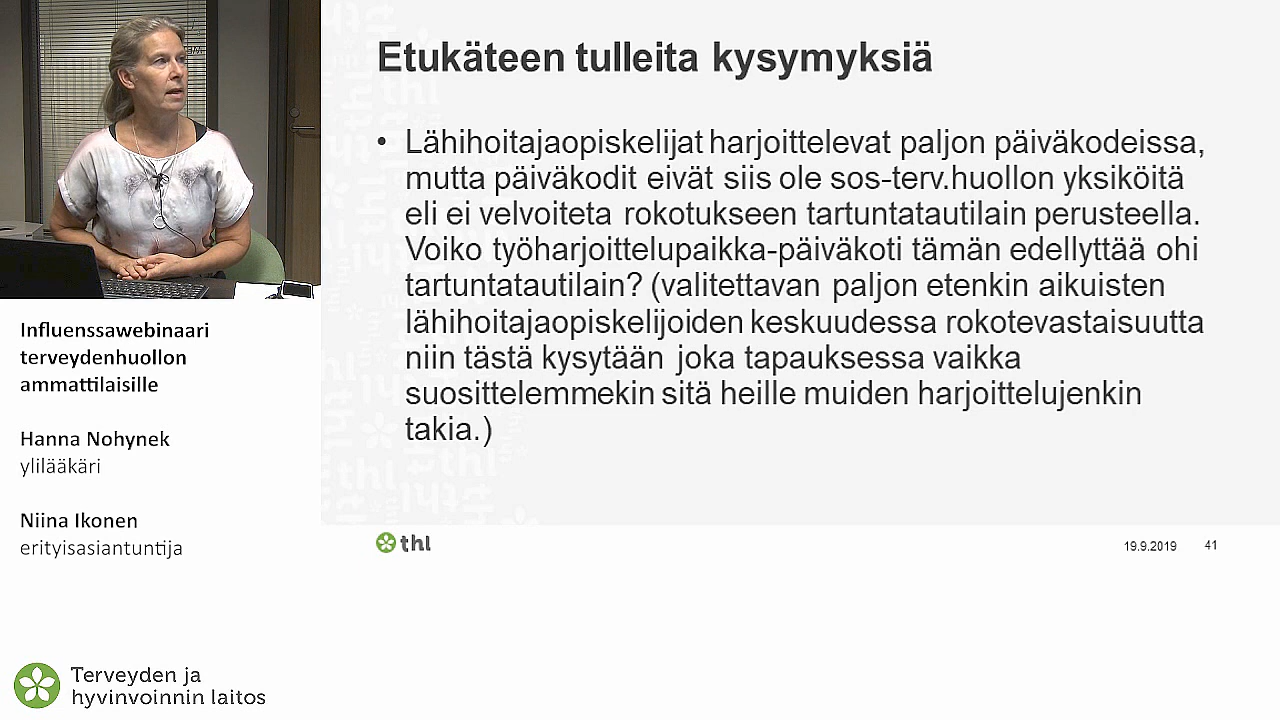 Etukäteen tulleita kysymyksiä
• Lähihoitajaopiskelijat harjoittelevat paljon päiväkodeissa,
mutta päiväkodit eivät siis ole sos-terv.huollon yksiköitä
eli ei velvoiteta rokotukseen tartuntatautilain perusteella.
Voiko työharjoittelupaikka-päiväkoti tämän edellyttää ohi
tartuntatautilain? (valitettavan paljon etenkin aikuisten
lähihoitajaopiskelijoiden keskuudessa rokotevastaisuutta
niin tästä kysytään joka tapauksessa vaikka
suosittelemmekin sitä heille muiden harjoittelujenkin
takia.)
thl
19.9.2019 41
Influenssawebinaari
terveydenhuollon
ammattilaisille
Hanna Nohynek
ylilääkäri
Niina Ikonen
erityisasiantuntija
Terveyden ja
hyvinvoinnin laitos